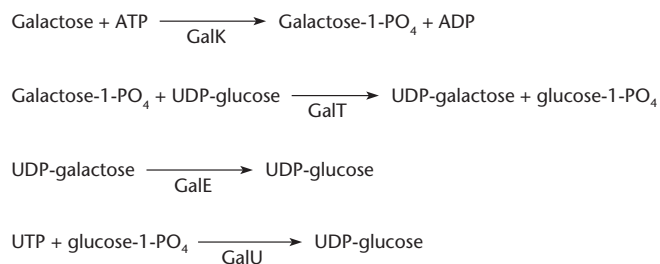 Galactose + ATP GalK Galactose-1-PO₄ + ADP
Galactose-1-PO₄ + UDP-glucose GalT UDP-galactose + glucose-1-PO₄
UDP-galactose GalE UDP-glucose
UTP + glucose-1-PO₄ GalU UDP-glucose